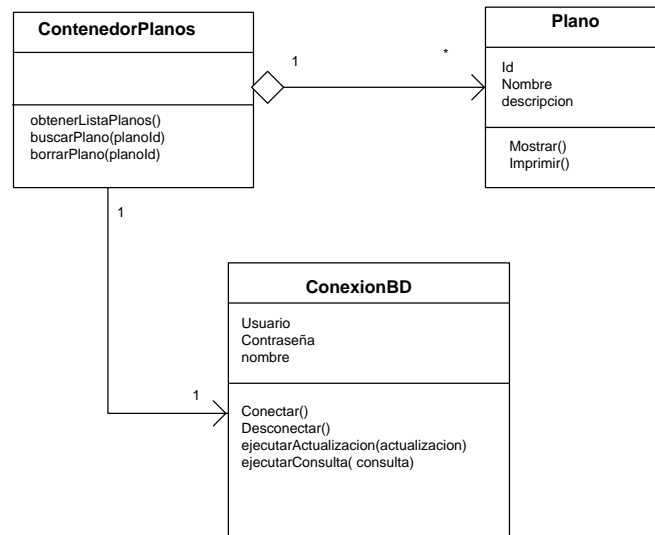 ContenedorPlanos
obtenerListaPlanos()
buscarPlano(planoId)
borrarPlano(planoId)
1
*
Plano
Id
Nombre
descripcion
Mostrar()
Imprimir()
1
1
ConexionBD
Usuario
Contraseña
nombre
Conectar()
Desconectar()
ejecutarActualizacion(actualizacion)
ejecutarConsulta( consulta)